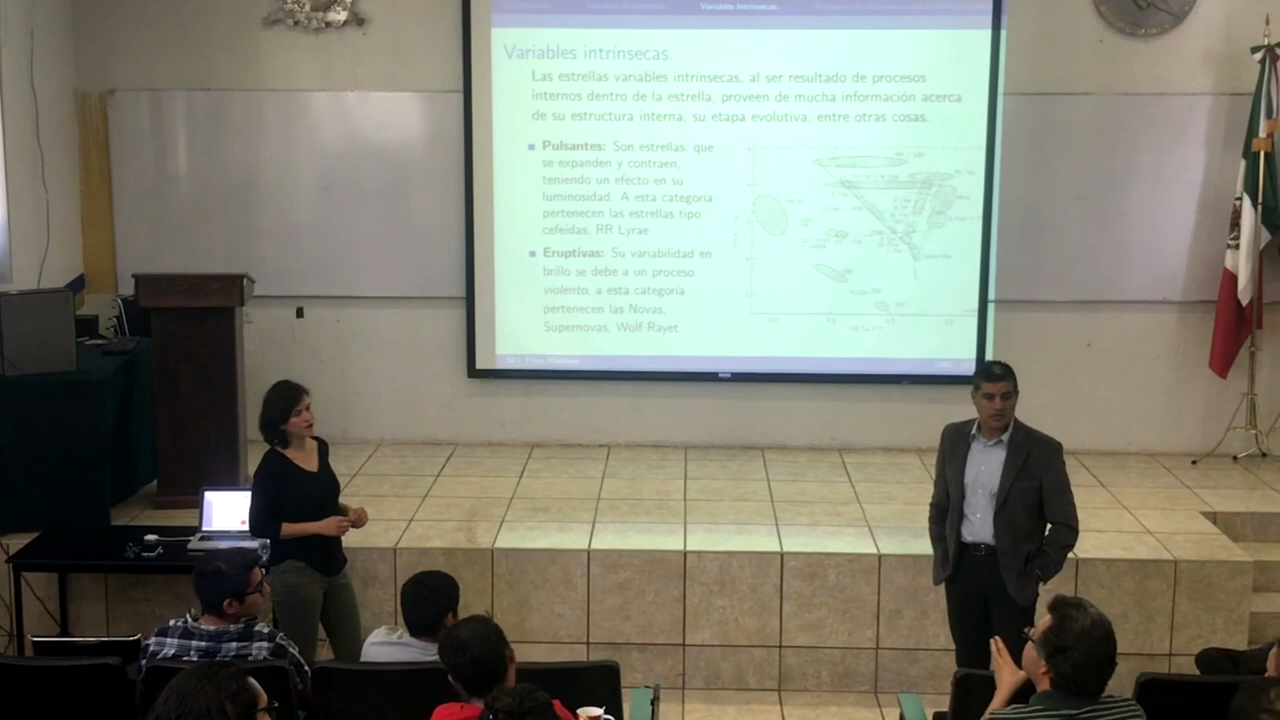 Variables Intrínsecas.
Variables intrínsecas.
Las estrellas variables intrínsecas, al ser resultado de procesos
internos dentro de la estrella, proveen de mucha información acerca
de su estructura interna, su etapa evolutiva, entre otras cosas.
Pulsantes: Son estrellas, que
se expanden y contraen,
teniendo un efecto en su
luminosidad. A esta categoría
pertenecen las estrellas tipo
cefeidas, RR Lyrae
Eruptivas: Su variabilidad en
brillo se debe a un proceso
violento, a esta categoría
pertenecen las Novas,
Supernovas, Wolf Rayet